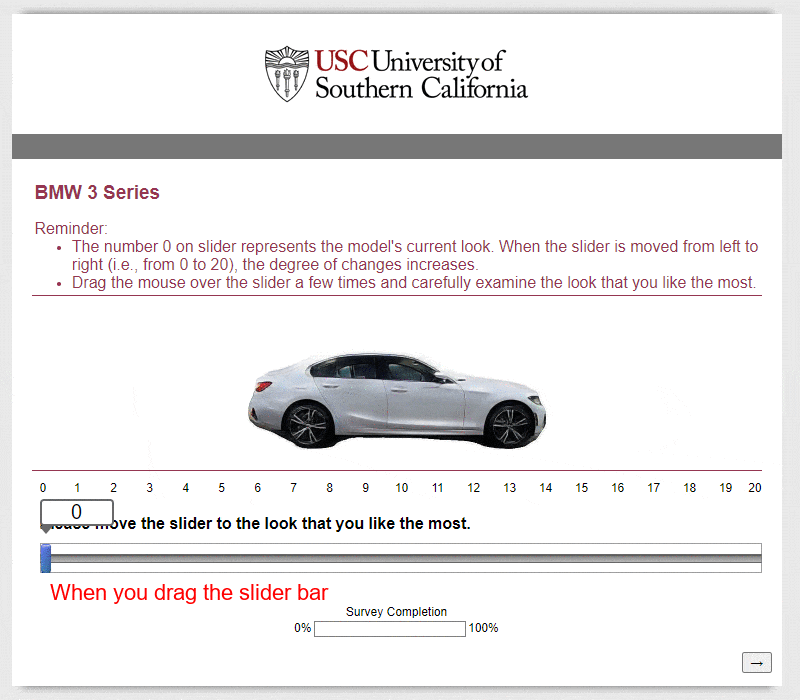 USC University of
Southern California
BMW 3 Series
Reminder:
• The number 0 on slider represents the model's current look. When the slider is moved from left to
right (i.e., from 0 to 20), the degree of changes increases.
• Drag the mouse over the slider a few times and carefully examine the look that you like the most.
0 1 2 3 4 5 6 7 8 9 10 11 12 13 14 15 16 17 18 19 20
0
move the slider to the look that you like the most.
When you drag the slider bar
Survey Completion
0% 100%
→